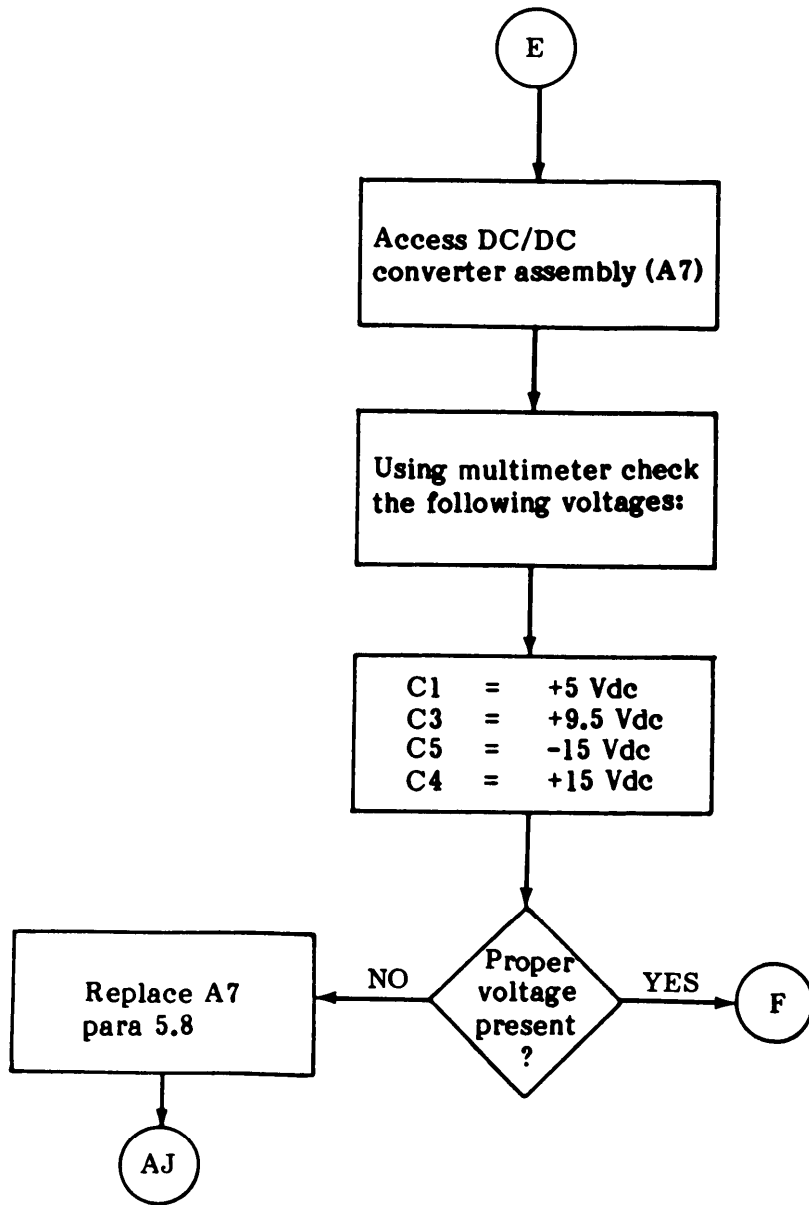 E
Access DC/DC
converter assembly (A7)
Using multimeter check
the following voltages:
C1 = +5 Vdc
C3 = +9.5 Vdc
C5 = -15 Vdc
C4 = +15 Vdc
Proper
voltage
present
?
NO
YES
Replace A7
para 5.8
F
AJ